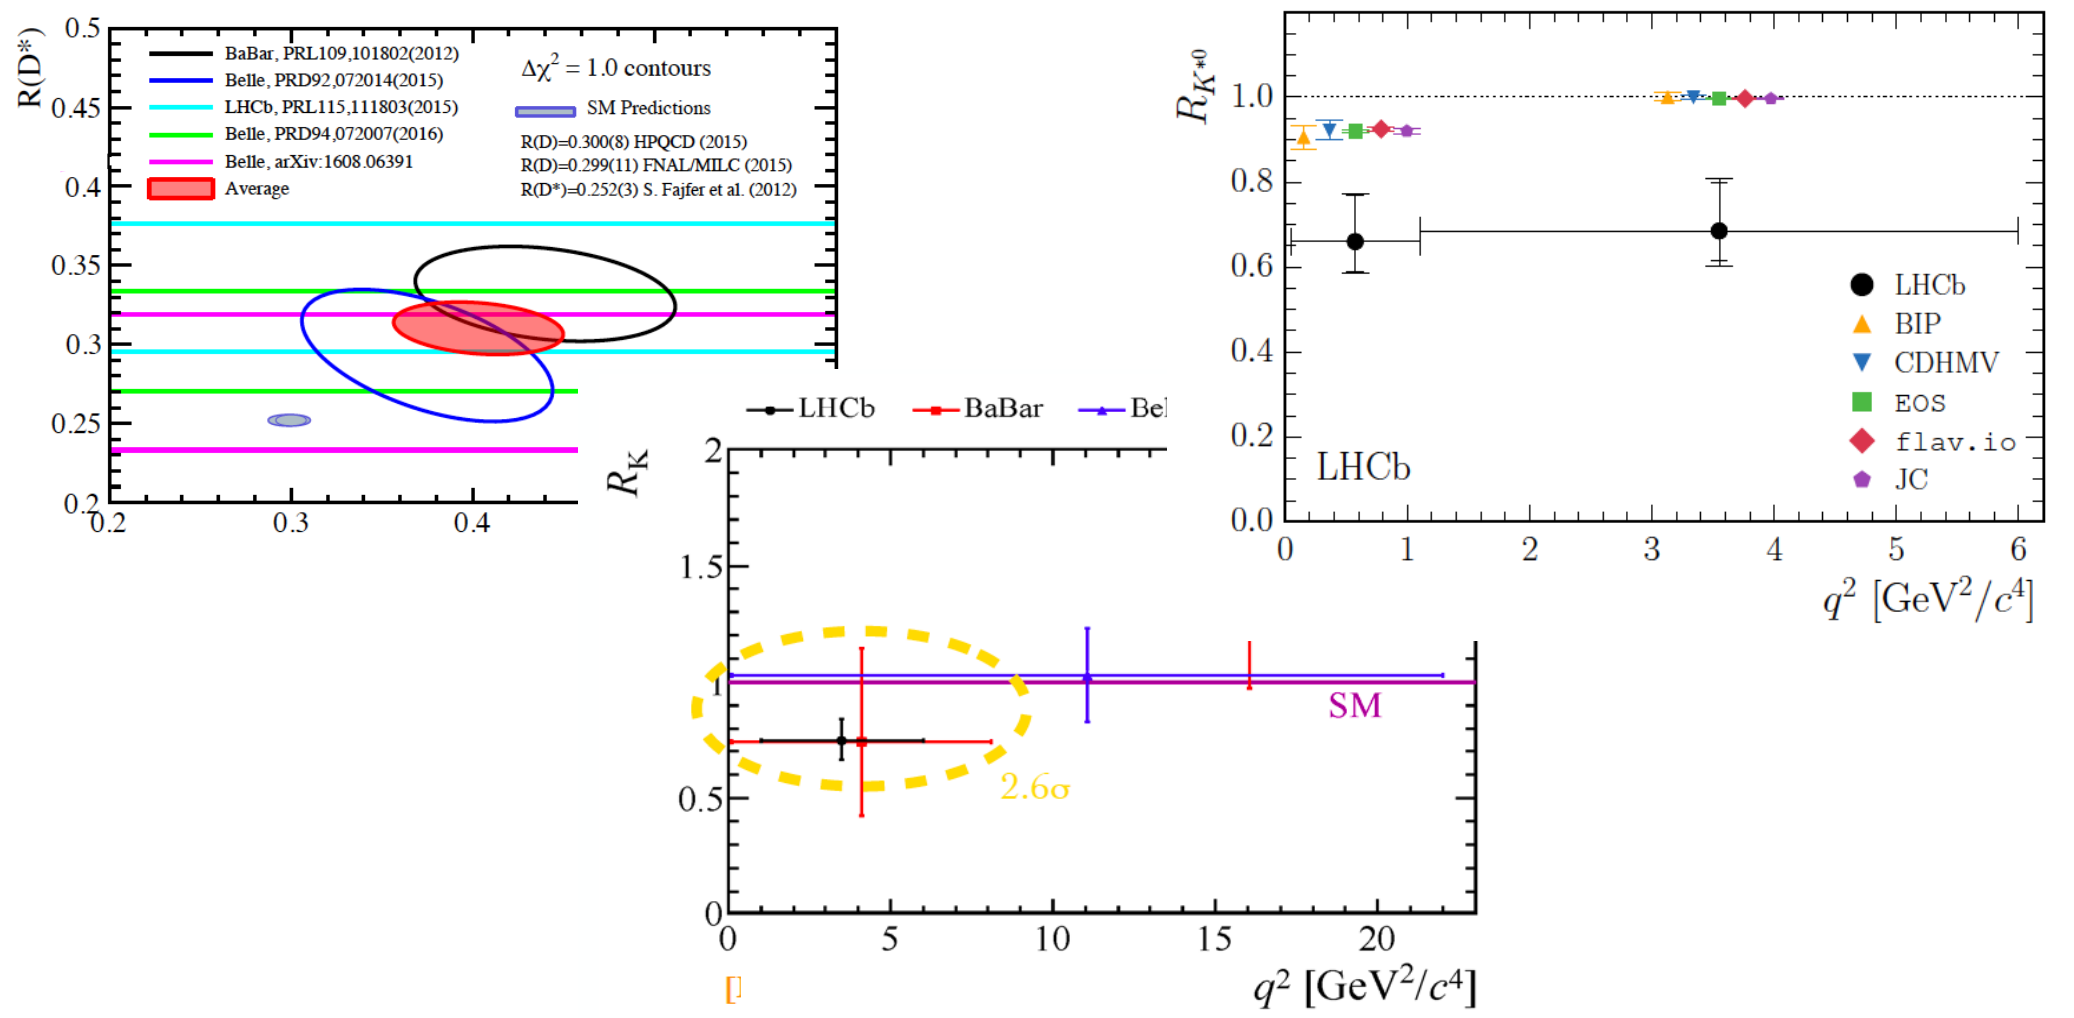 R(D*)
0.5
0.45
0.4
0.35
0.3
0.25
0.2
0.2
0.3
0.4
BaBar, PRL109,101802(2012)
Belle, PRD92,072014(2015)
LHCb, PRL115,111803(2015)
Belle, PRD94,072007(2016)
Belle, arXiv:1608.06391
Average
Δχ² = 1.0 contours
SM Predictions
R(D)=0.300(8) HPQCD (2015)
R(D)=0.299(11) FNAL/MILC (2015)
R(D*)=0.252(3) S. Fajfer et al. (2012)
LHCb BaBar Bel
R_K
2
1.5
1
0.5
0
0
5
10
15
20
SM
2.6σ
q² [GeV²/c⁴]
R_{K*0}
1.0
0.8
0.6
0.4
0.2
0.0
0
1
2
3
4
5
6
LHCb
LHCb
BIP
CDHMV
EOS
flav.io
JC
q² [GeV²/c⁴]